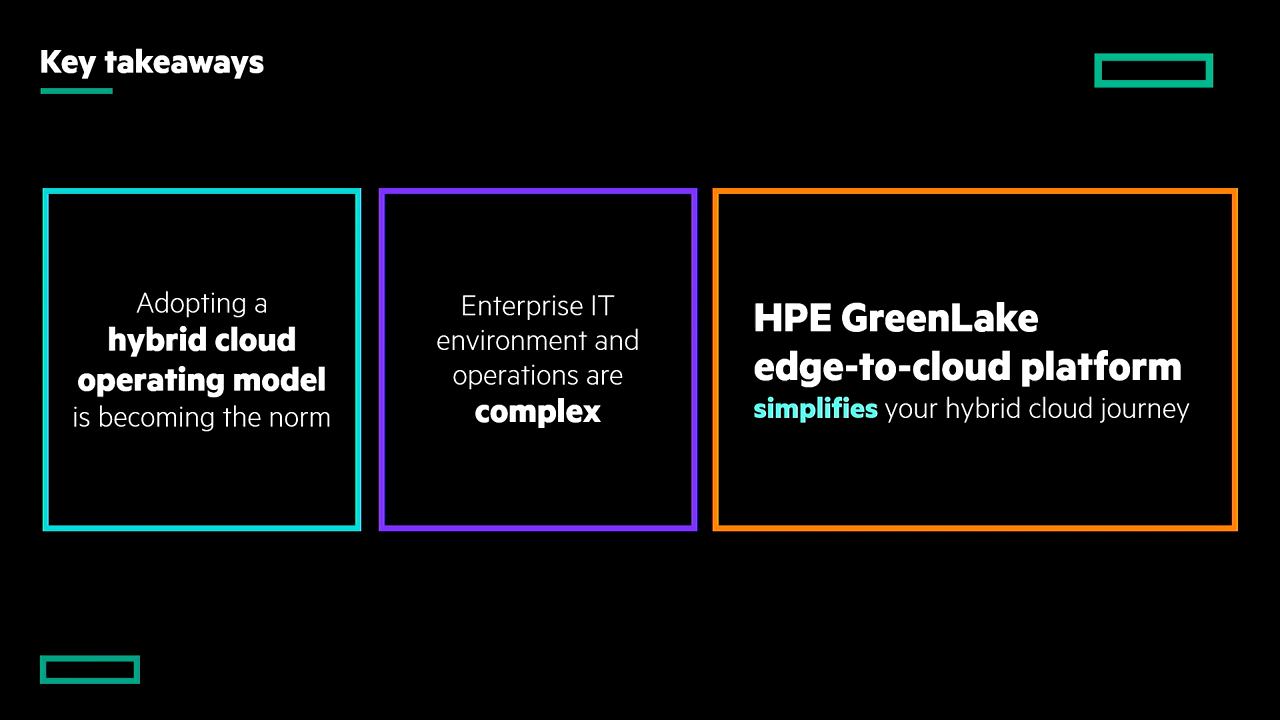 Key takeaways
Adopting a
hybrid cloud
operating model
is becoming the norm
Enterprise IT
environment and
operations are
complex
HPE GreenLake
edge-to-cloud platform
simplifies your hybrid cloud journey